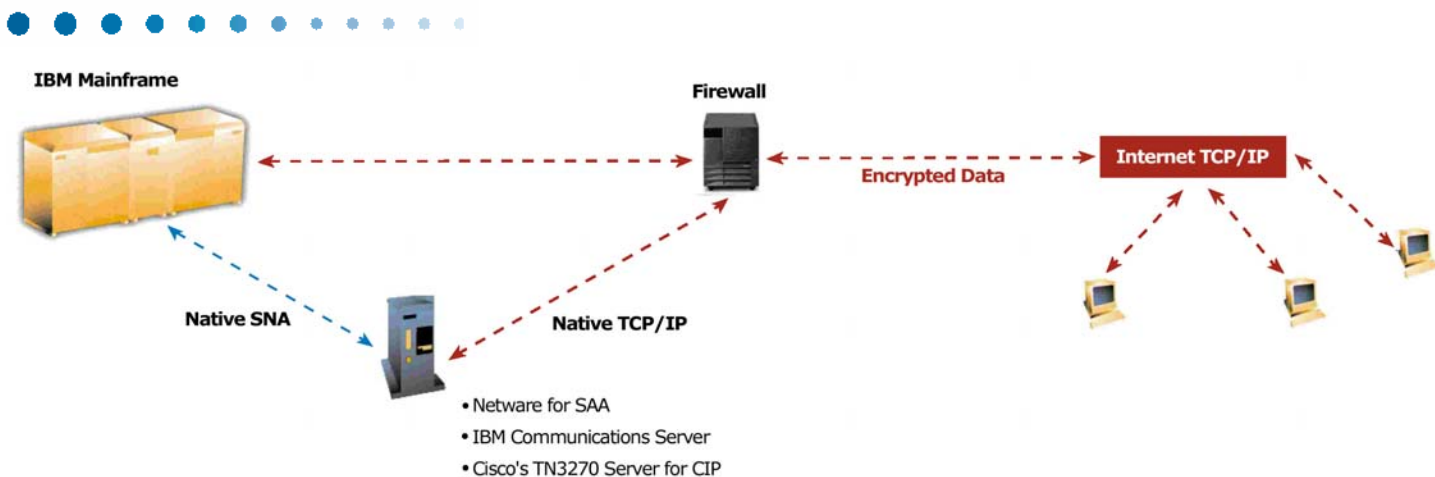 IBM Mainframe
Firewall
Internet TCP/IP
Encrypted Data
Native SNA
Native TCP/IP
• Netware for SAA
• IBM Communications Server
• Cisco's TN3270 Server for CIP